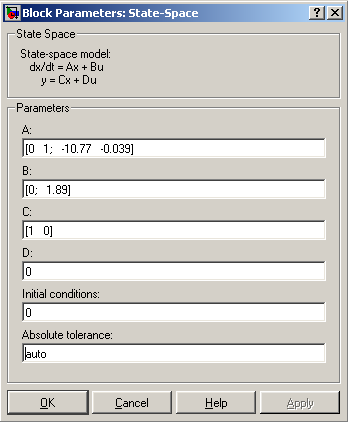 Block Parameters: State-Space
State Space
State-space model:
dx/dt = Ax + Bu
y = Cx + Du
Parameters
A:
[0 1; -10.77 -0.039]
B:
[0; 1.89]
C:
[1 0]
D:
0
Initial conditions:
0
Absolute tolerance:
auto
OK Cancel Help Apply